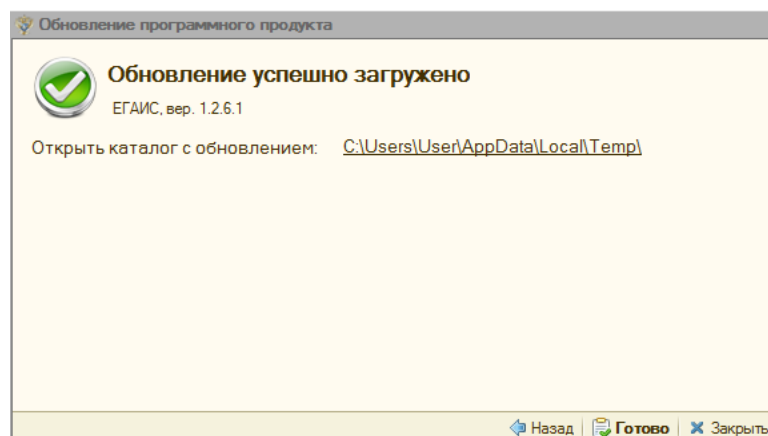 Обновление программного продукта
Обновление успешно загружено
ЕГАИС, вер. 1.2.6.1
Открыть каталог с обновлением: C:\Users\User\AppData\Local\Temp\
Назад Готово Закрыть